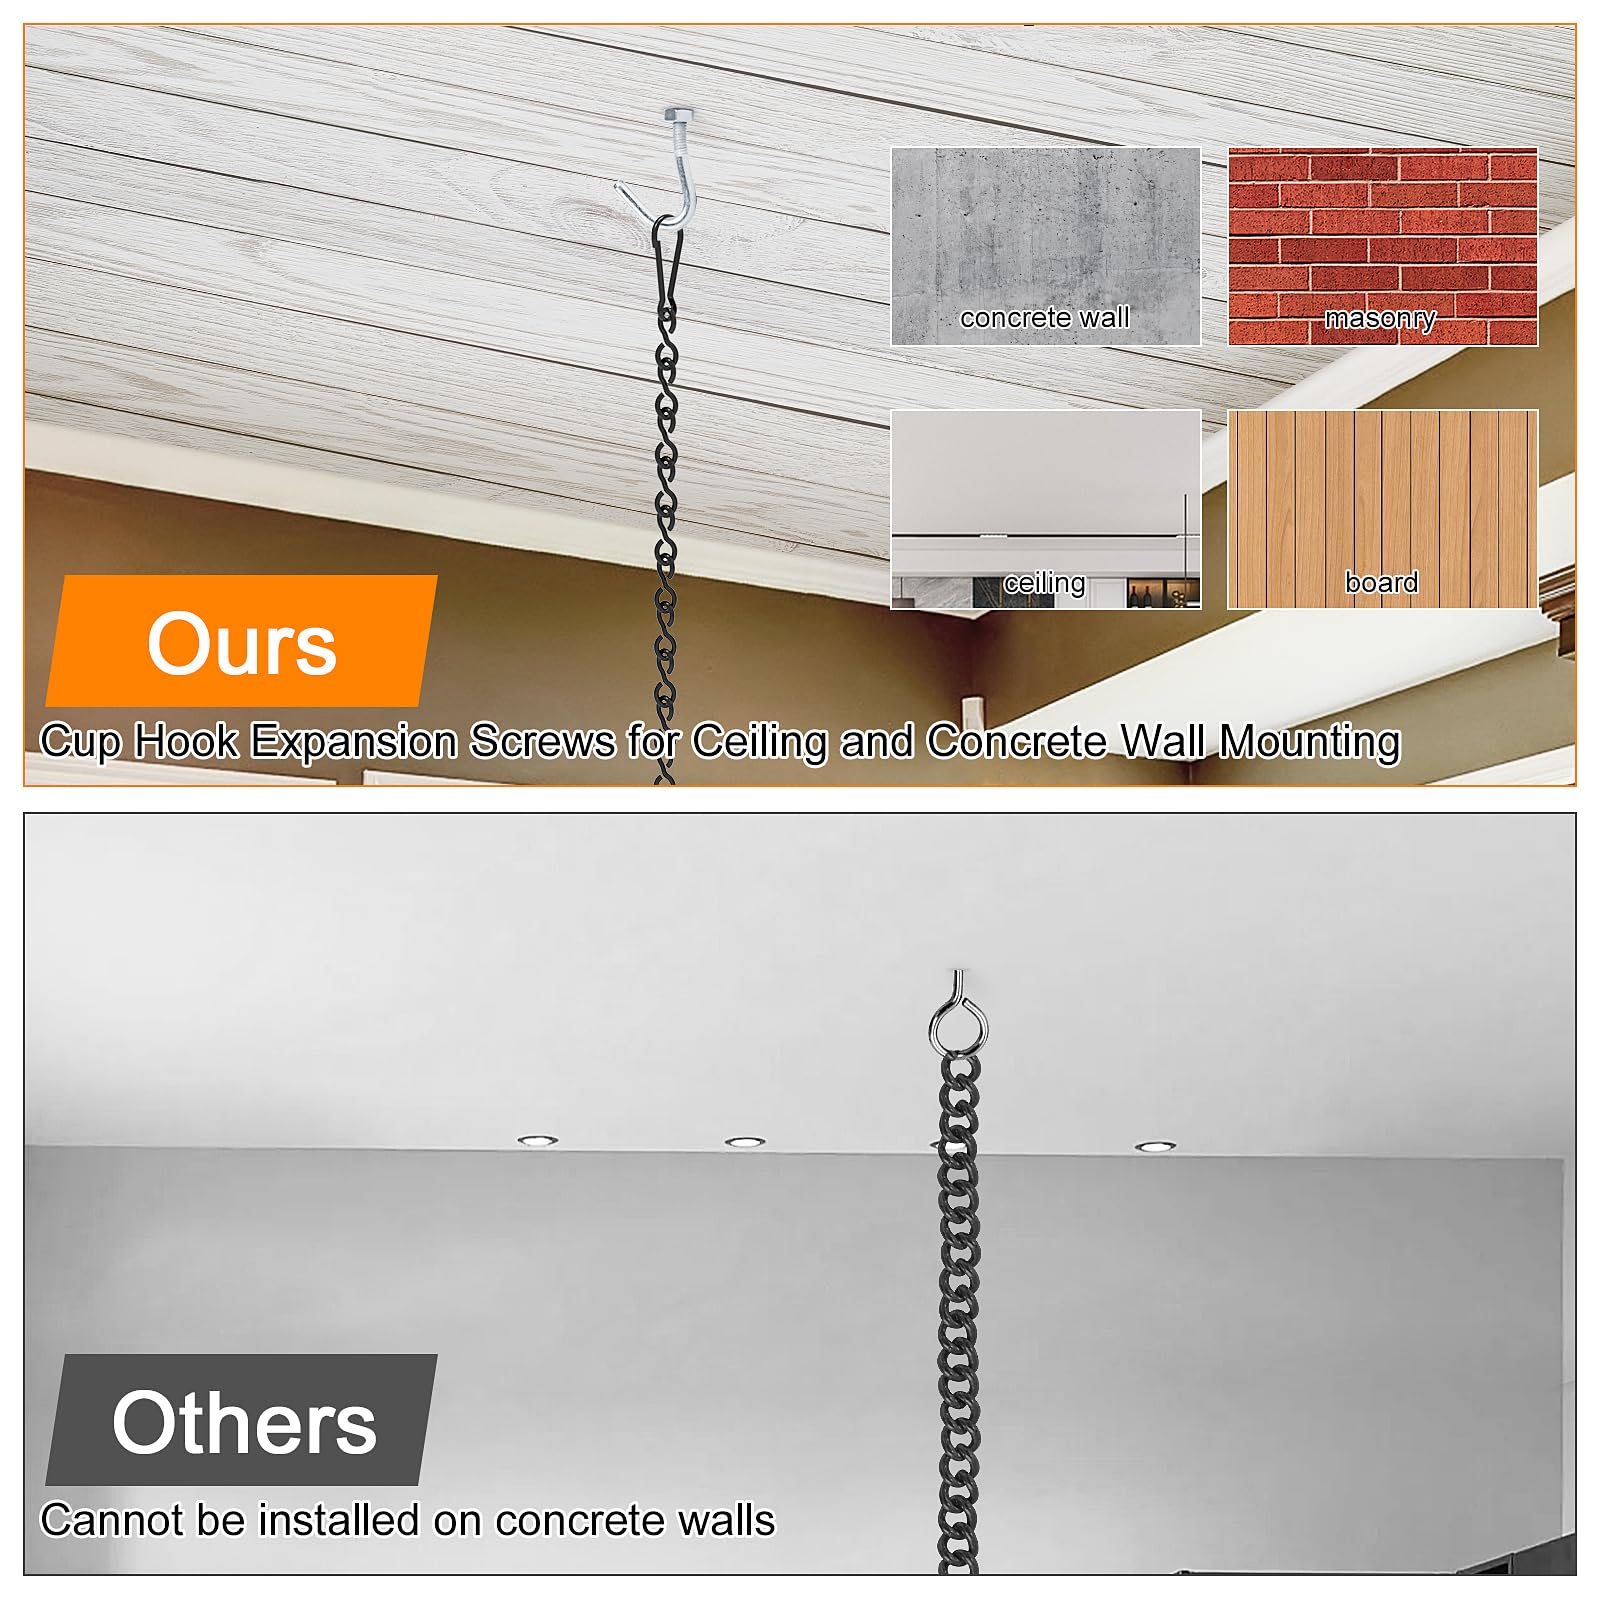 concrete wall
masonry
ceiling
board
Ours
Cup Hook Expansion Screws for Ceiling and Concrete Wall Mounting
Others
Cannot be installed on concrete walls